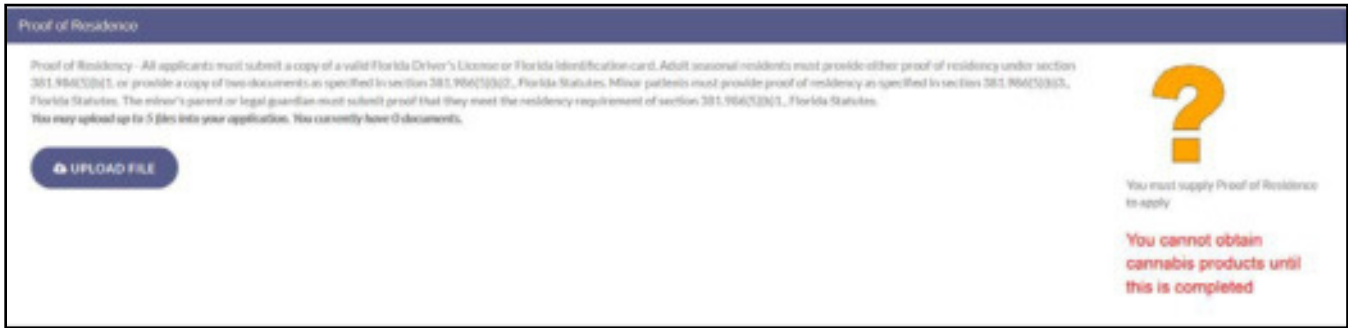 Proof of Residence
Proof of Residency - All applicants must submit a copy of a valid Florida Driver's License or Florida Identification card. Adult seasonal residents must provide either proof of residency under section
381.986(5)(b)1, or provide a copy of two documents as specified in section 381.986(5)(b)2., Florida Statutes. Minor patients must provide proof of residency as specified in section 381.986(5)(b)3.,
Florida Statutes. The minor's parent or legal guardian must submit proof that they meet the residency requirement of section 381.986(5)(b)1., Florida Statutes.
You may upload up to 5 files into your application. You currently have 0 documents.
UPLOAD FILE
?
You must supply Proof of Residence
to apply
You cannot obtain
cannabis products until
this is completed